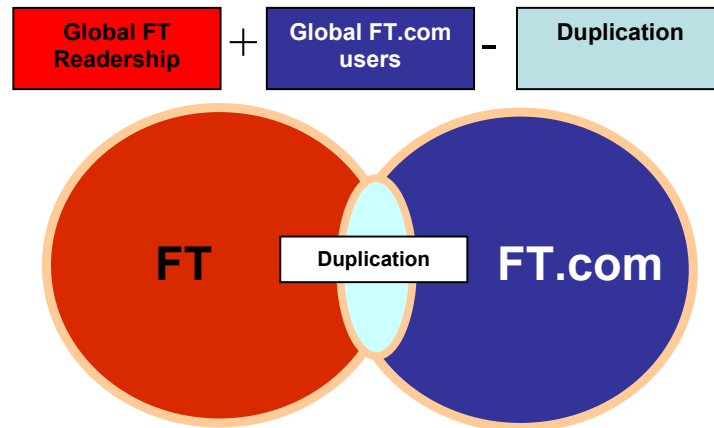 Global FT
Readership
+
Global FT.com
users
-
Duplication
FT
Duplication
FT.com